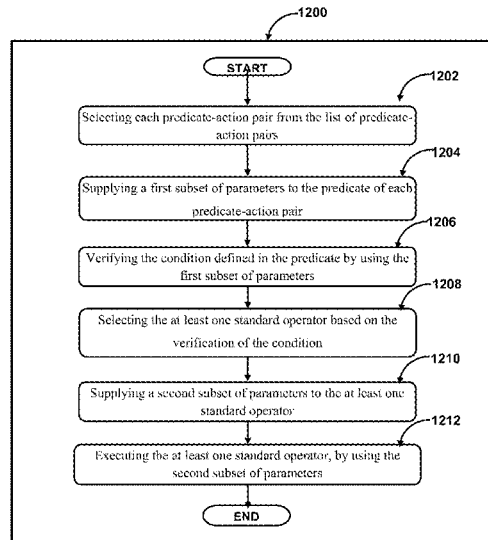 1200
START
1202
Selecting each predicate-action pair from the list of predicate-
action pairs
1204
Supplying a first subset of parameters to the predicate of each
predicate-action pair
1206
Verifying the condition defined in the predicate by using the
first subset of parameters
1208
Selecting the at least one standard operator based on the
verification of the condition
1210
Supplying a second subset of parameters to the at least one
standard operator
1212
Executing the at least one standard operator, by using the
second subset of parameters
END